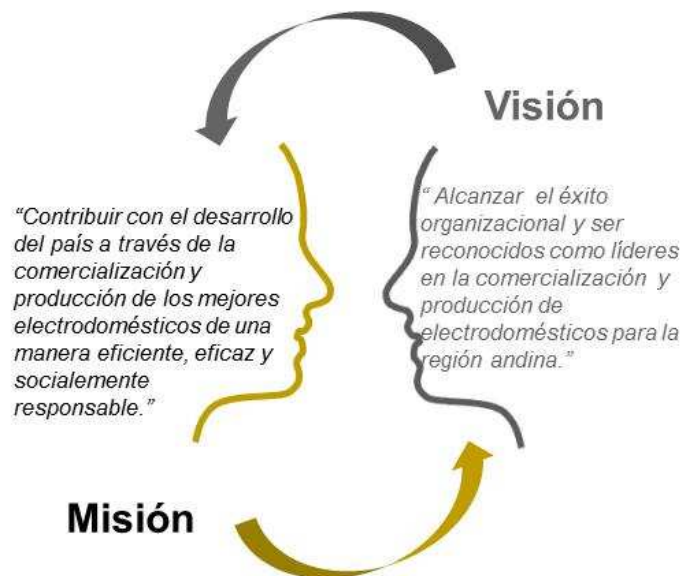 Visión
“Contribuir con el desarrollo
del país a través de la
comercialización y
producción de los mejores
electrodomésticos de una
manera eficiente, eficaz y
socialemente
responsable.”
“ Alcanzar el éxito
organizacional y ser
reconocidos como líderes
en la comercialización y
producción de
electrodomésticos para la
región andina.”
Misión